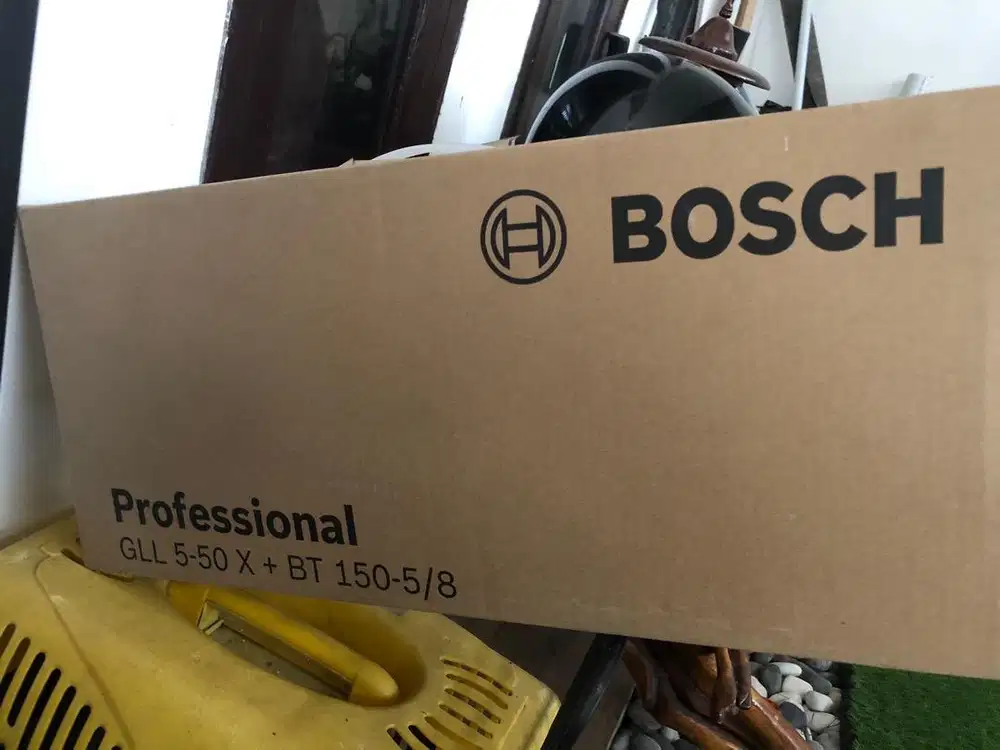 BOSCH
Professional
GLL 5-50 X + BT 150-5/8